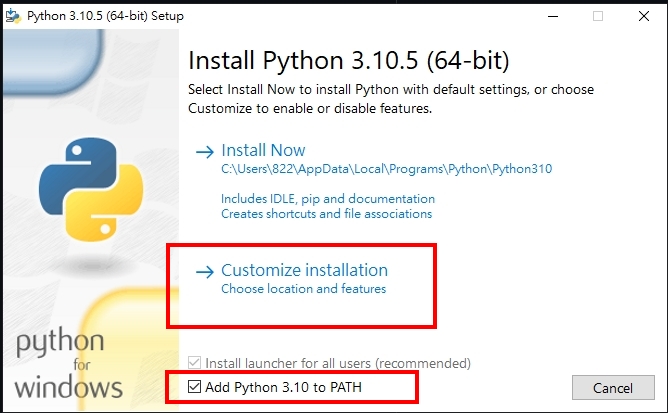 Python 3.10.5 (64-bit) Setup
Install Python 3.10.5 (64-bit)
Select Install Now to install Python with default settings, or choose
Customize to enable or disable features.
Install Now
C:\Users\822\AppData\Local\Programs\Python\Python310
Includes IDLE, pip and documentation
Creates shortcuts and file associations
Customize installation
Choose location and features
Install launcher for all users (recommended)
Add Python 3.10 to PATH
Cancel
python
for
windows